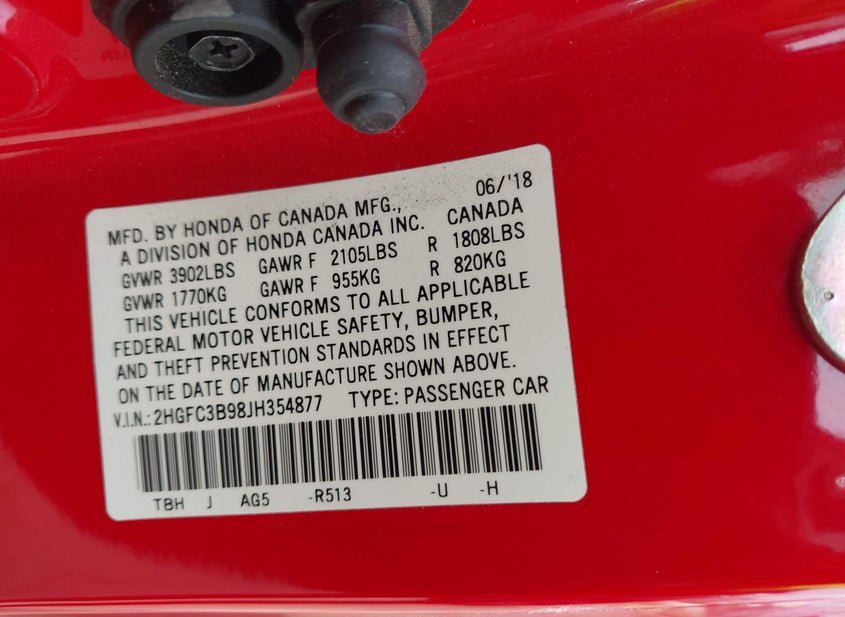 06/'18
MFD. BY HONDA OF CANADA MFG.,
A DIVISION OF HONDA CANADA INC. CANADA
GVWR 3902LBS GAWR F 2105LBS R 1808LBS
GVWR 1770KG GAWR F 955KG R 820KG
THIS VEHICLE CONFORMS TO ALL APPLICABLE
FEDERAL MOTOR VEHICLE SAFETY, BUMPER,
AND THEFT PREVENTION STANDARDS IN EFFECT
ON THE DATE OF MANUFACTURE SHOWN ABOVE.
V.I.N.: 2HGFC3B98JH354877 TYPE: PASSENGER CAR
TBH J AG5 -R513 -U -H